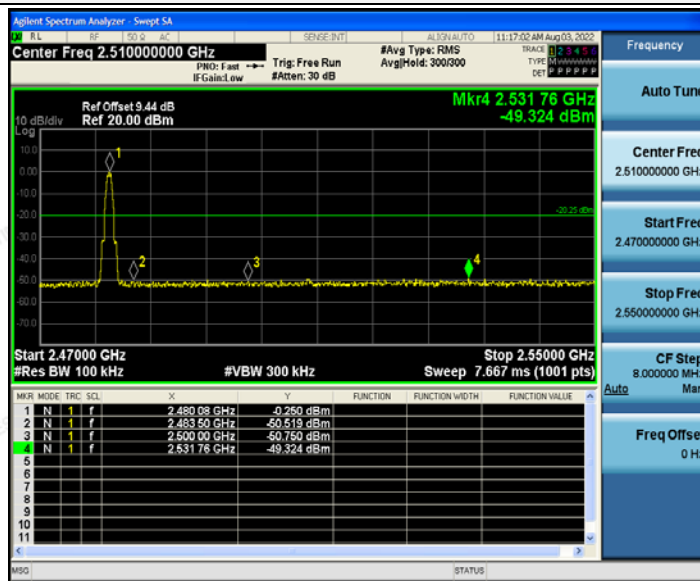 Agilent Spectrum Analyzer - Swept SA
RL RF 50 Ω AC SENSE:INT ALIGN AUTO 11:17:02 AM Aug 03, 2022
Center Freq 2.510000000 GHz
PNO: Fast Trig: Free Run
IFGain:Low #Atten: 30 dB
#Avg Type: RMS
Avg|Hold: 300/300
TRACE 1 2 3 4 5 6
TYPE M WWWWW
DET P P P P P P
Mkr4 2.531 76 GHz
-49.324 dBm
Ref Offset 9.44 dB
10 dB/div Ref 20.00 dBm
Log
10.0
0.00
-10.0
-20.0
-30.0
-40.0
-50.0
-60.0
-70.0
1
2
3
4
-20.25 dBm
Start 2.47000 GHz Stop 2.55000 GHz
#Res BW 100 kHz #VBW 300 kHz Sweep 7.667 ms (1001 pts)
MKR MODE TRC SCL X Y FUNCTION FUNCTION WIDTH FUNCTION VALUE
1 N 1 f 2.480 08 GHz -0.250 dBm
2 N 1 f 2.483 50 GHz -50.519 dBm
3 N 1 f 2.500 00 GHz -50.750 dBm
4 N 1 f 2.531 76 GHz -49.324 dBm
5
6
7
8
9
10
11
MSG STATUS
Frequency
Auto Tune
Center Freq
2.510000000 GHz
Start Freq
2.470000000 GHz
Stop Freq
2.550000000 GHz
CF Step
8.000000 MHz
Auto Man
Freq Offset
0 Hz